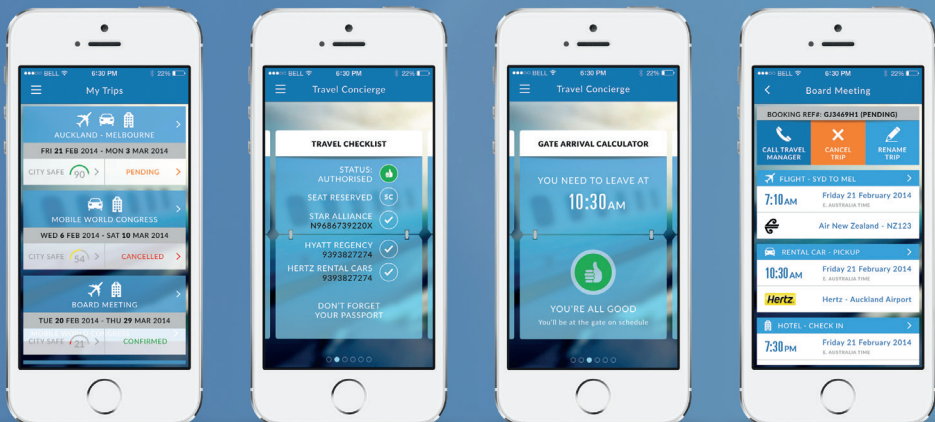 BELL 6:30 PM 22%
My Trips
AUCKLAND - MELBOURNE
FRI 21 FEB 2014 - MON 3 MAR 2014
CITY SAFE 90 PENDING
MOBILE WORLD CONGRESS
WED 6 FEB 2014 - SAT 10 MAR 2014
CITY SAFE 54 CANCELLED
BOARD MEETING
TUE 20 FEB 2014 - THU 29 MAR 2014
CITY SAFE 21 CONFIRMED
BELL 6:30 PM 22%
Travel Concierge
TRAVEL CHECKLIST
STATUS:
AUTHORISED
SEAT RESERVED 5C
STAR ALLIANCE
N9686739220X
HYATT REGENCY
9393827274
HERTZ RENTAL CARS
9393827274
DON'T FORGET
YOUR PASSPORT
BELL 6:30 PM 22%
Travel Concierge
GATE ARRIVAL CALCULATOR
YOU NEED TO LEAVE AT
10:30AM
YOU'RE ALL GOOD
You'll be at the gate on schedule
BELL 6:30 PM 22%
Board Meeting
BOOKING REF#: GJ3469H1 (PENDING)
CALL TRAVEL
MANAGER
CANCEL
TRIP
RENAME
TRIP
FLIGHT - SYD TO MEL
7:10AM Friday 21 February 2014
E. AUSTRALIA TIME
Air New Zealand - NZ123
RENTAL CAR - PICKUP
10:30AM Friday 21 February 2014
E. AUSTRALIA TIME
Hertz. Hertz - Auckland Airport
HOTEL - CHECK IN
7:30PM Friday 21 February 2014
E. AUSTRALIA TIME